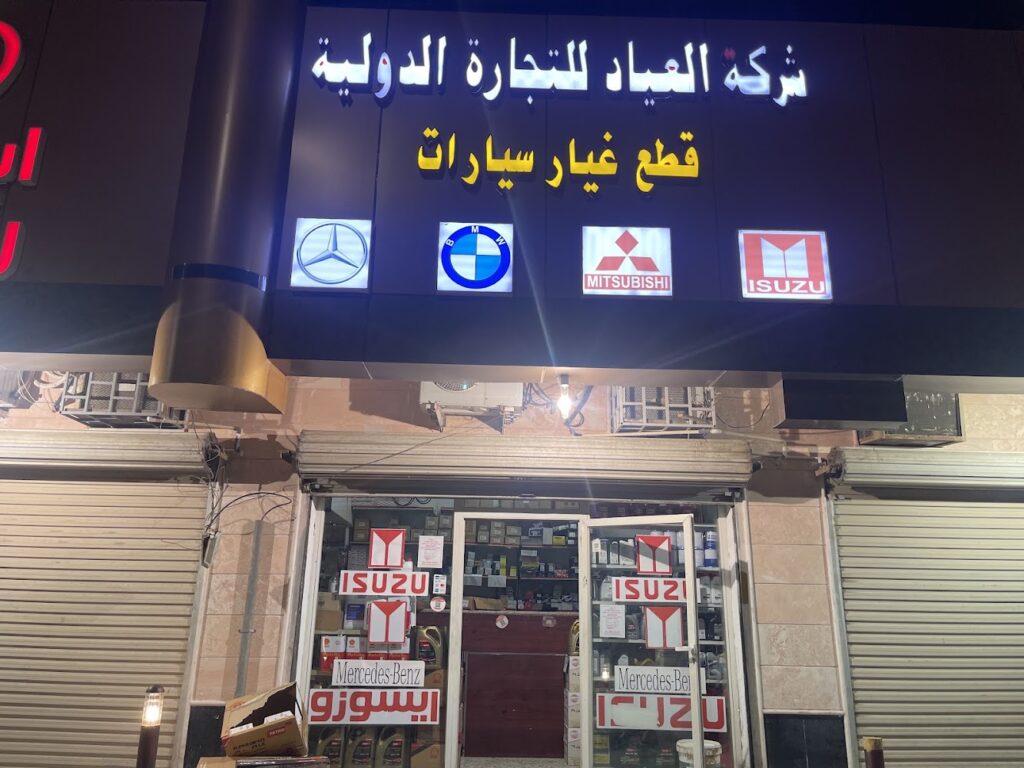 شركة العياد للتجارة الدولية
قطع غيار سيارات
BMW
MITSUBISHI
ISUZU
ISUZU
ISUZU
Mercedes-Benz
Mercedes-Benz
ايسوزو
ISUZU